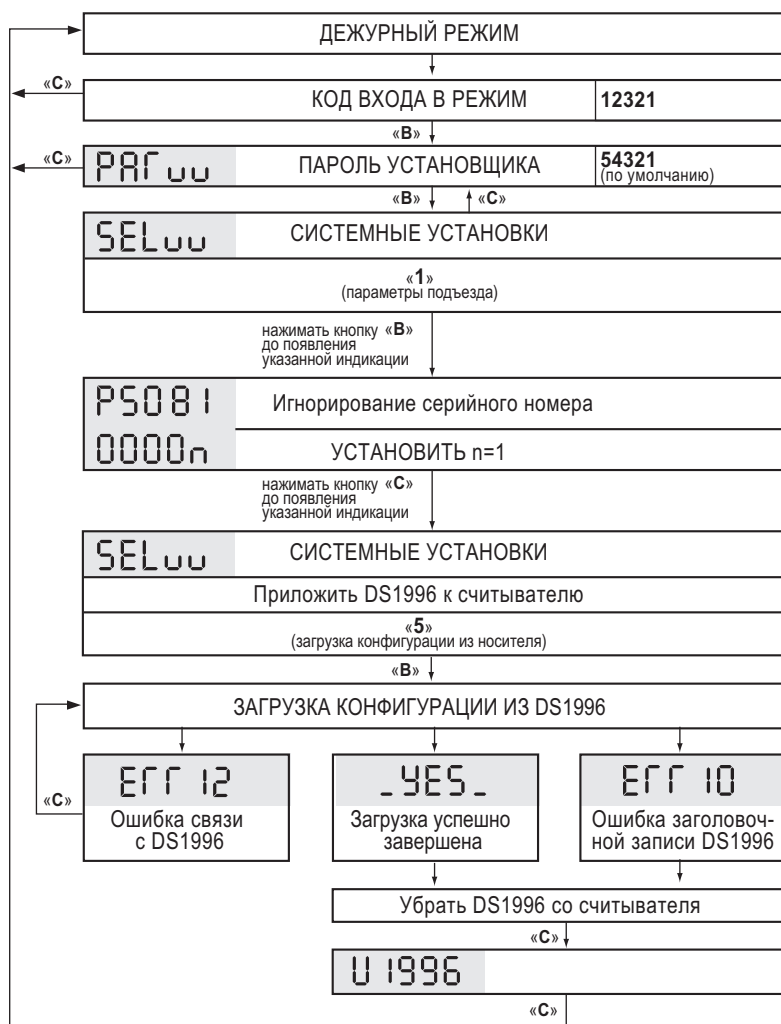 ДЕЖУРНЫЙ РЕЖИМ
«С»
КОД ВХОДА В РЕЖИМ 12321
«В»
«С»
PAГuu ПАРОЛЬ УСТАНОВЩИКА 54321
(по умолчанию)
«В» «С»
SELuu СИСТЕМНЫЕ УСТАНОВКИ
«1»
(параметры подъезда)
нажимать кнопку «В»
до появления
указанной индикации
PS081 Игнорирование серийного номера
0000n УСТАНОВИТЬ n=1
нажимать кнопку «С»
до появления
указанной индикации
SELuu СИСТЕМНЫЕ УСТАНОВКИ
Приложить DS1996 к считывателю
«5»
(загрузка конфигурации из носителя)
«В»
ЗАГРУЗКА КОНФИГУРАЦИИ ИЗ DS1996
«С»
EГГ 12
Ошибка связи
с DS1996
_YES_
Загрузка успешно
завершена
EГГ 10
Ошибка заголовоч-
ной записи DS1996
Убрать DS1996 со считывателя
«С»
U 1996
«С»